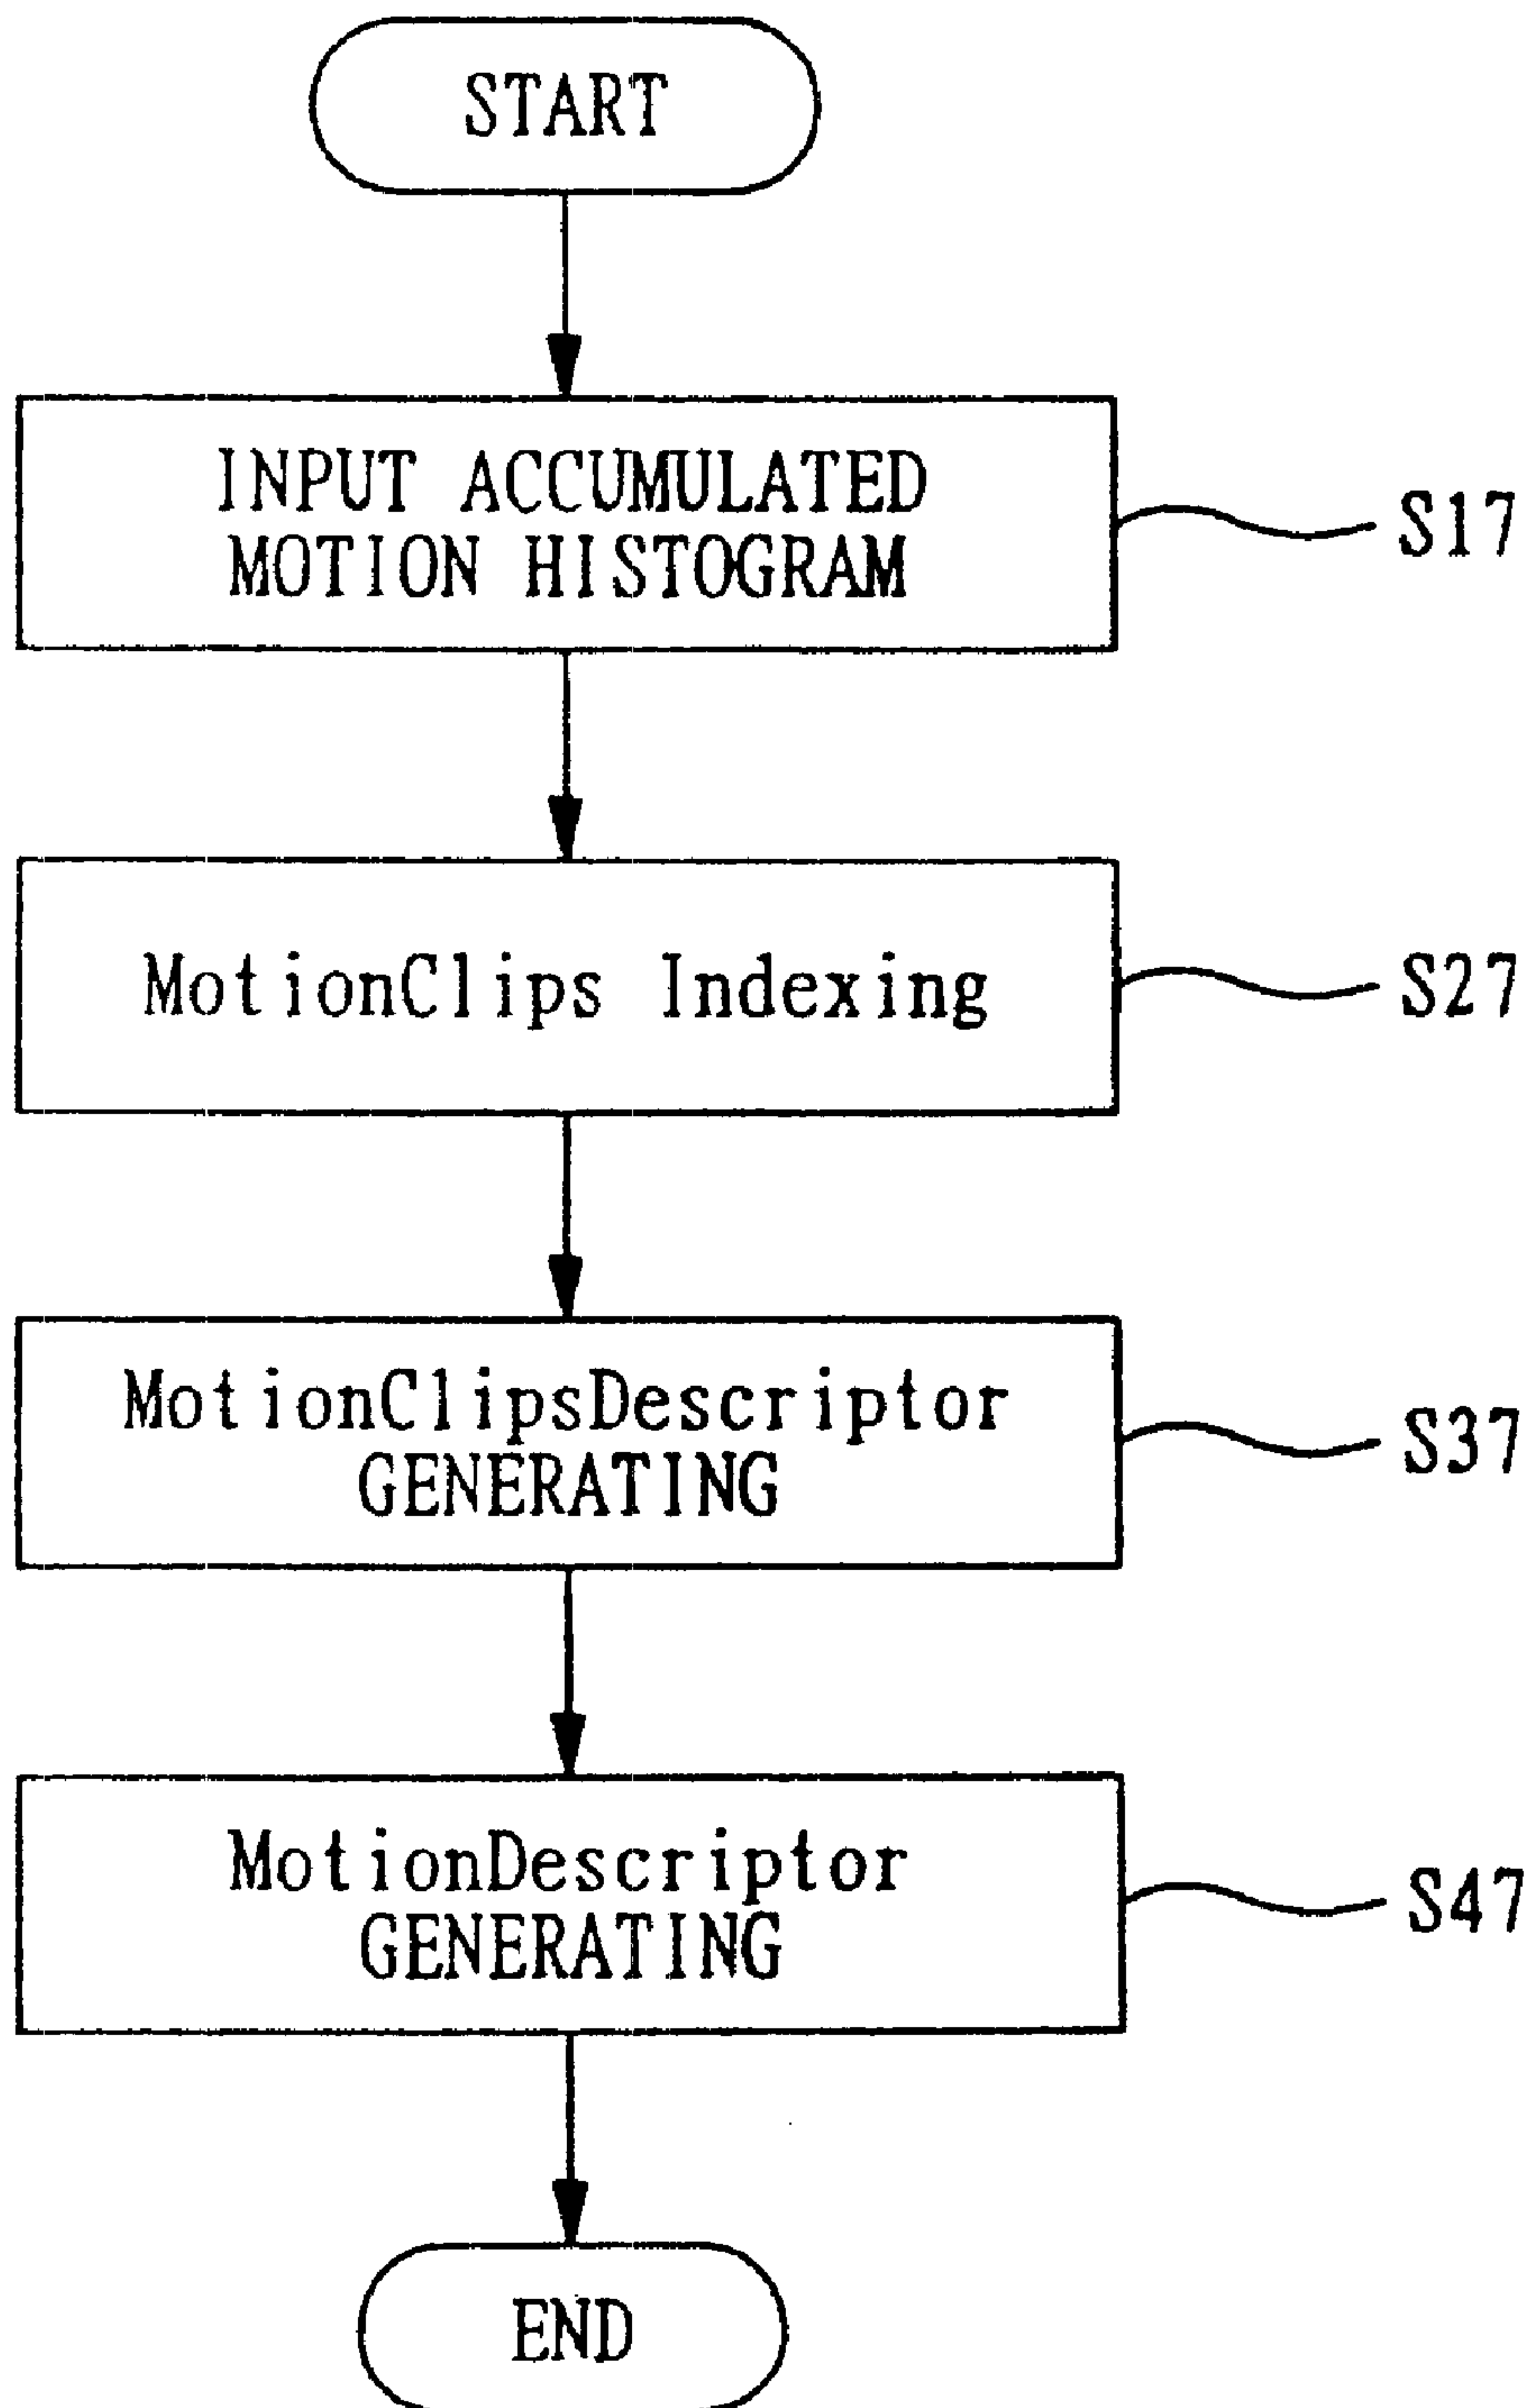 START
INPUT ACCUMULATED
MOTION HISTOGRAM
S17
MotionClips Indexing
S27
MotionClipsDescriptor
GENERATING
S37
MotionDescriptor
GENERATING
S47
END